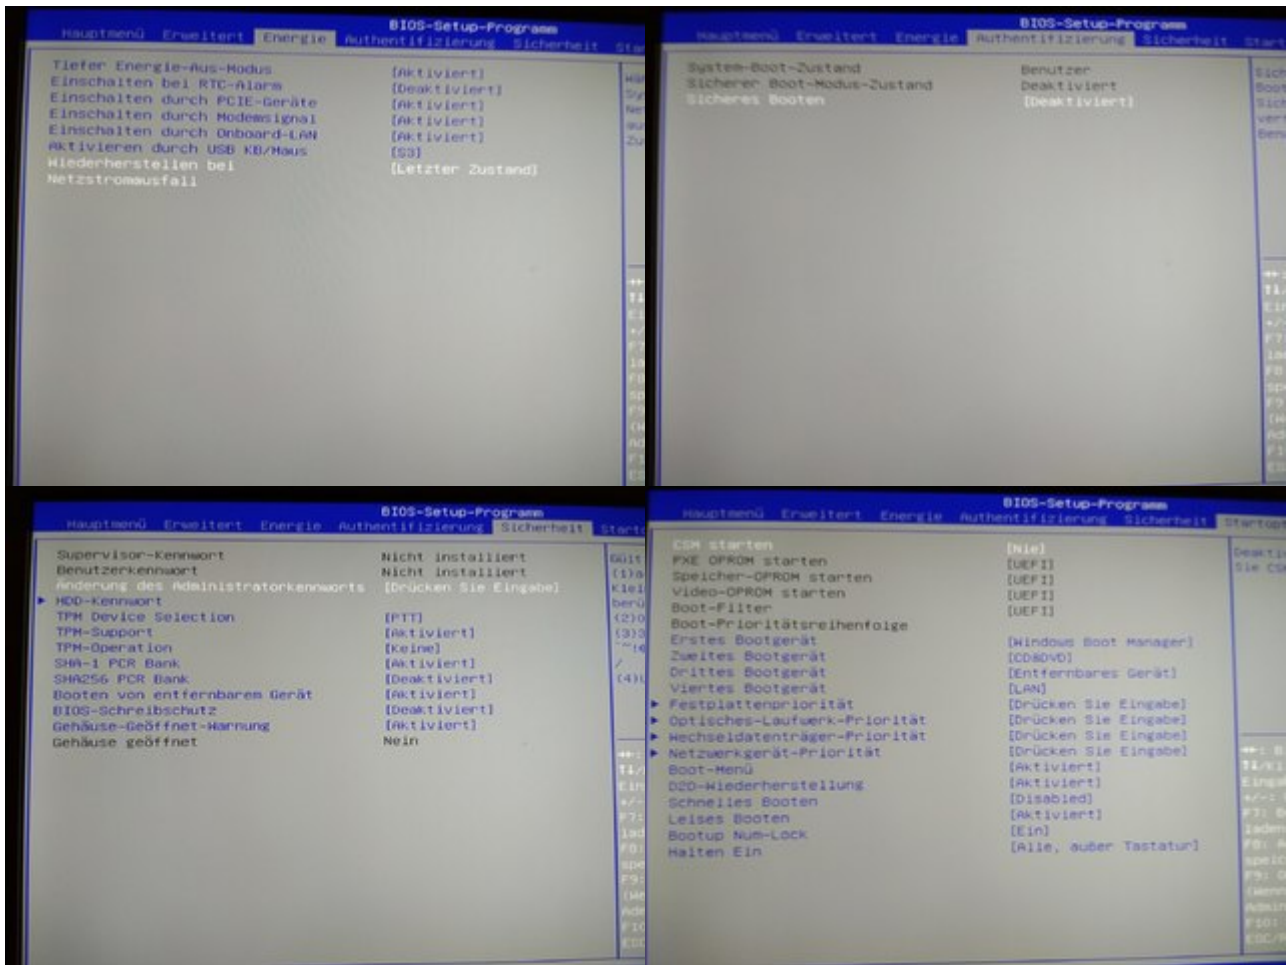 BIOS-Setup-Programm
Hauptmenü Erweitert Energie Authentifizierung Sicherheit
Tiefer Energie-Aus-Modus [Aktiviert]
Einschalten bei RTC-Alarm [Deaktiviert]
Einschalten durch PCIE-Geräte [Aktiviert]
Einschalten durch Modemsignal [Aktiviert]
Einschalten durch Onboard-LAN [Aktiviert]
Aktivieren durch USB KB/Maus [S3]
Wiederherstellen bei [Letzter Zustand]
Netzstromausfall
BIOS-Setup-Programm
Hauptmenü Erweitert Energie Authentifizierung Sicherheit
System-Boot-Zustand Benutzer
Sicherer Boot-Modus-Zustand Deaktiviert
Sicheres Booten [Deaktiviert]
BIOS-Setup-Programm
Hauptmenü Erweitert Energie Authentifizierung Sicherheit
Supervisor-Kennwort Nicht installiert
Benutzerkennwort Nicht installiert
Änderung des Administratorkennworts [Drücken Sie Eingabe]
HDD-Kennwort
TPM Device Selection [PTT]
TPM-Support [Aktiviert]
TPM-Operation [Keine]
SHA-1 PCR Bank [Aktiviert]
SHA256 PCR Bank [Deaktiviert]
Booten von entfernbarem Gerät [Aktiviert]
BIOS-Schreibschutz [Deaktiviert]
Gehäuse-Geöffnet-Warnung [Aktiviert]
Gehäuse geöffnet Nein
BIOS-Setup-Programm
Hauptmenü Erweitert Energie Authentifizierung Sicherheit
CSM starten [Nie]
PXE OPROM starten [UEFI]
Speicher-OPROM starten [UEFI]
Video-OPROM starten [UEFI]
Boot-Filter [UEFI]
Boot-Prioritätsreihenfolge
Erstes Bootgerät [Windows Boot Manager]
Zweites Bootgerät [CD&DVD]
Drittes Bootgerät [Entfernbares Gerät]
Viertes Bootgerät [LAN]
Festplattenpriorität [Drücken Sie Eingabe]
Optisches-Laufwerk-Priorität [Drücken Sie Eingabe]
Wechseldatenträger-Priorität [Drücken Sie Eingabe]
Netzwerkgerät-Priorität [Drücken Sie Eingabe]
Boot-Menü [Aktiviert]
D2D-Wiederherstellung [Aktiviert]
Schnelles Booten [Disabled]
Leises Booten [Aktiviert]
Bootup Num-Lock [Ein]
Halten Ein [Alle, außer Tastatur]